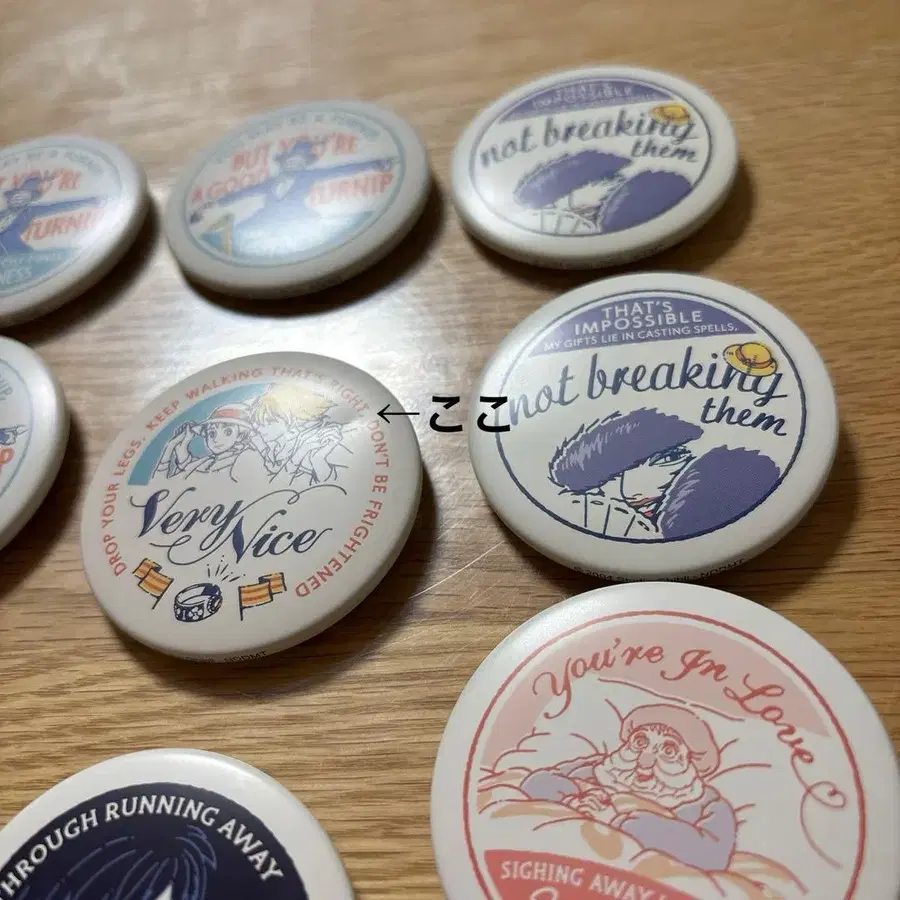 BUT YOU'RE
A GOOD
TURNIP
THAT'S
IMPOSSIBLE
not breaking
them
TURNIP
THAT'S
IMPOSSIBLE
MY GIFTS LIE IN CASTING SPELLS,
not breaking
them
DROP YOUR LEGS. KEEP WALKING THAT'S RIGHT. DON'T BE FRIGHTENED
←ここ
Very
Nice
You're In Love
THROUGH RUNNING AWAY
SIGHING AWAY